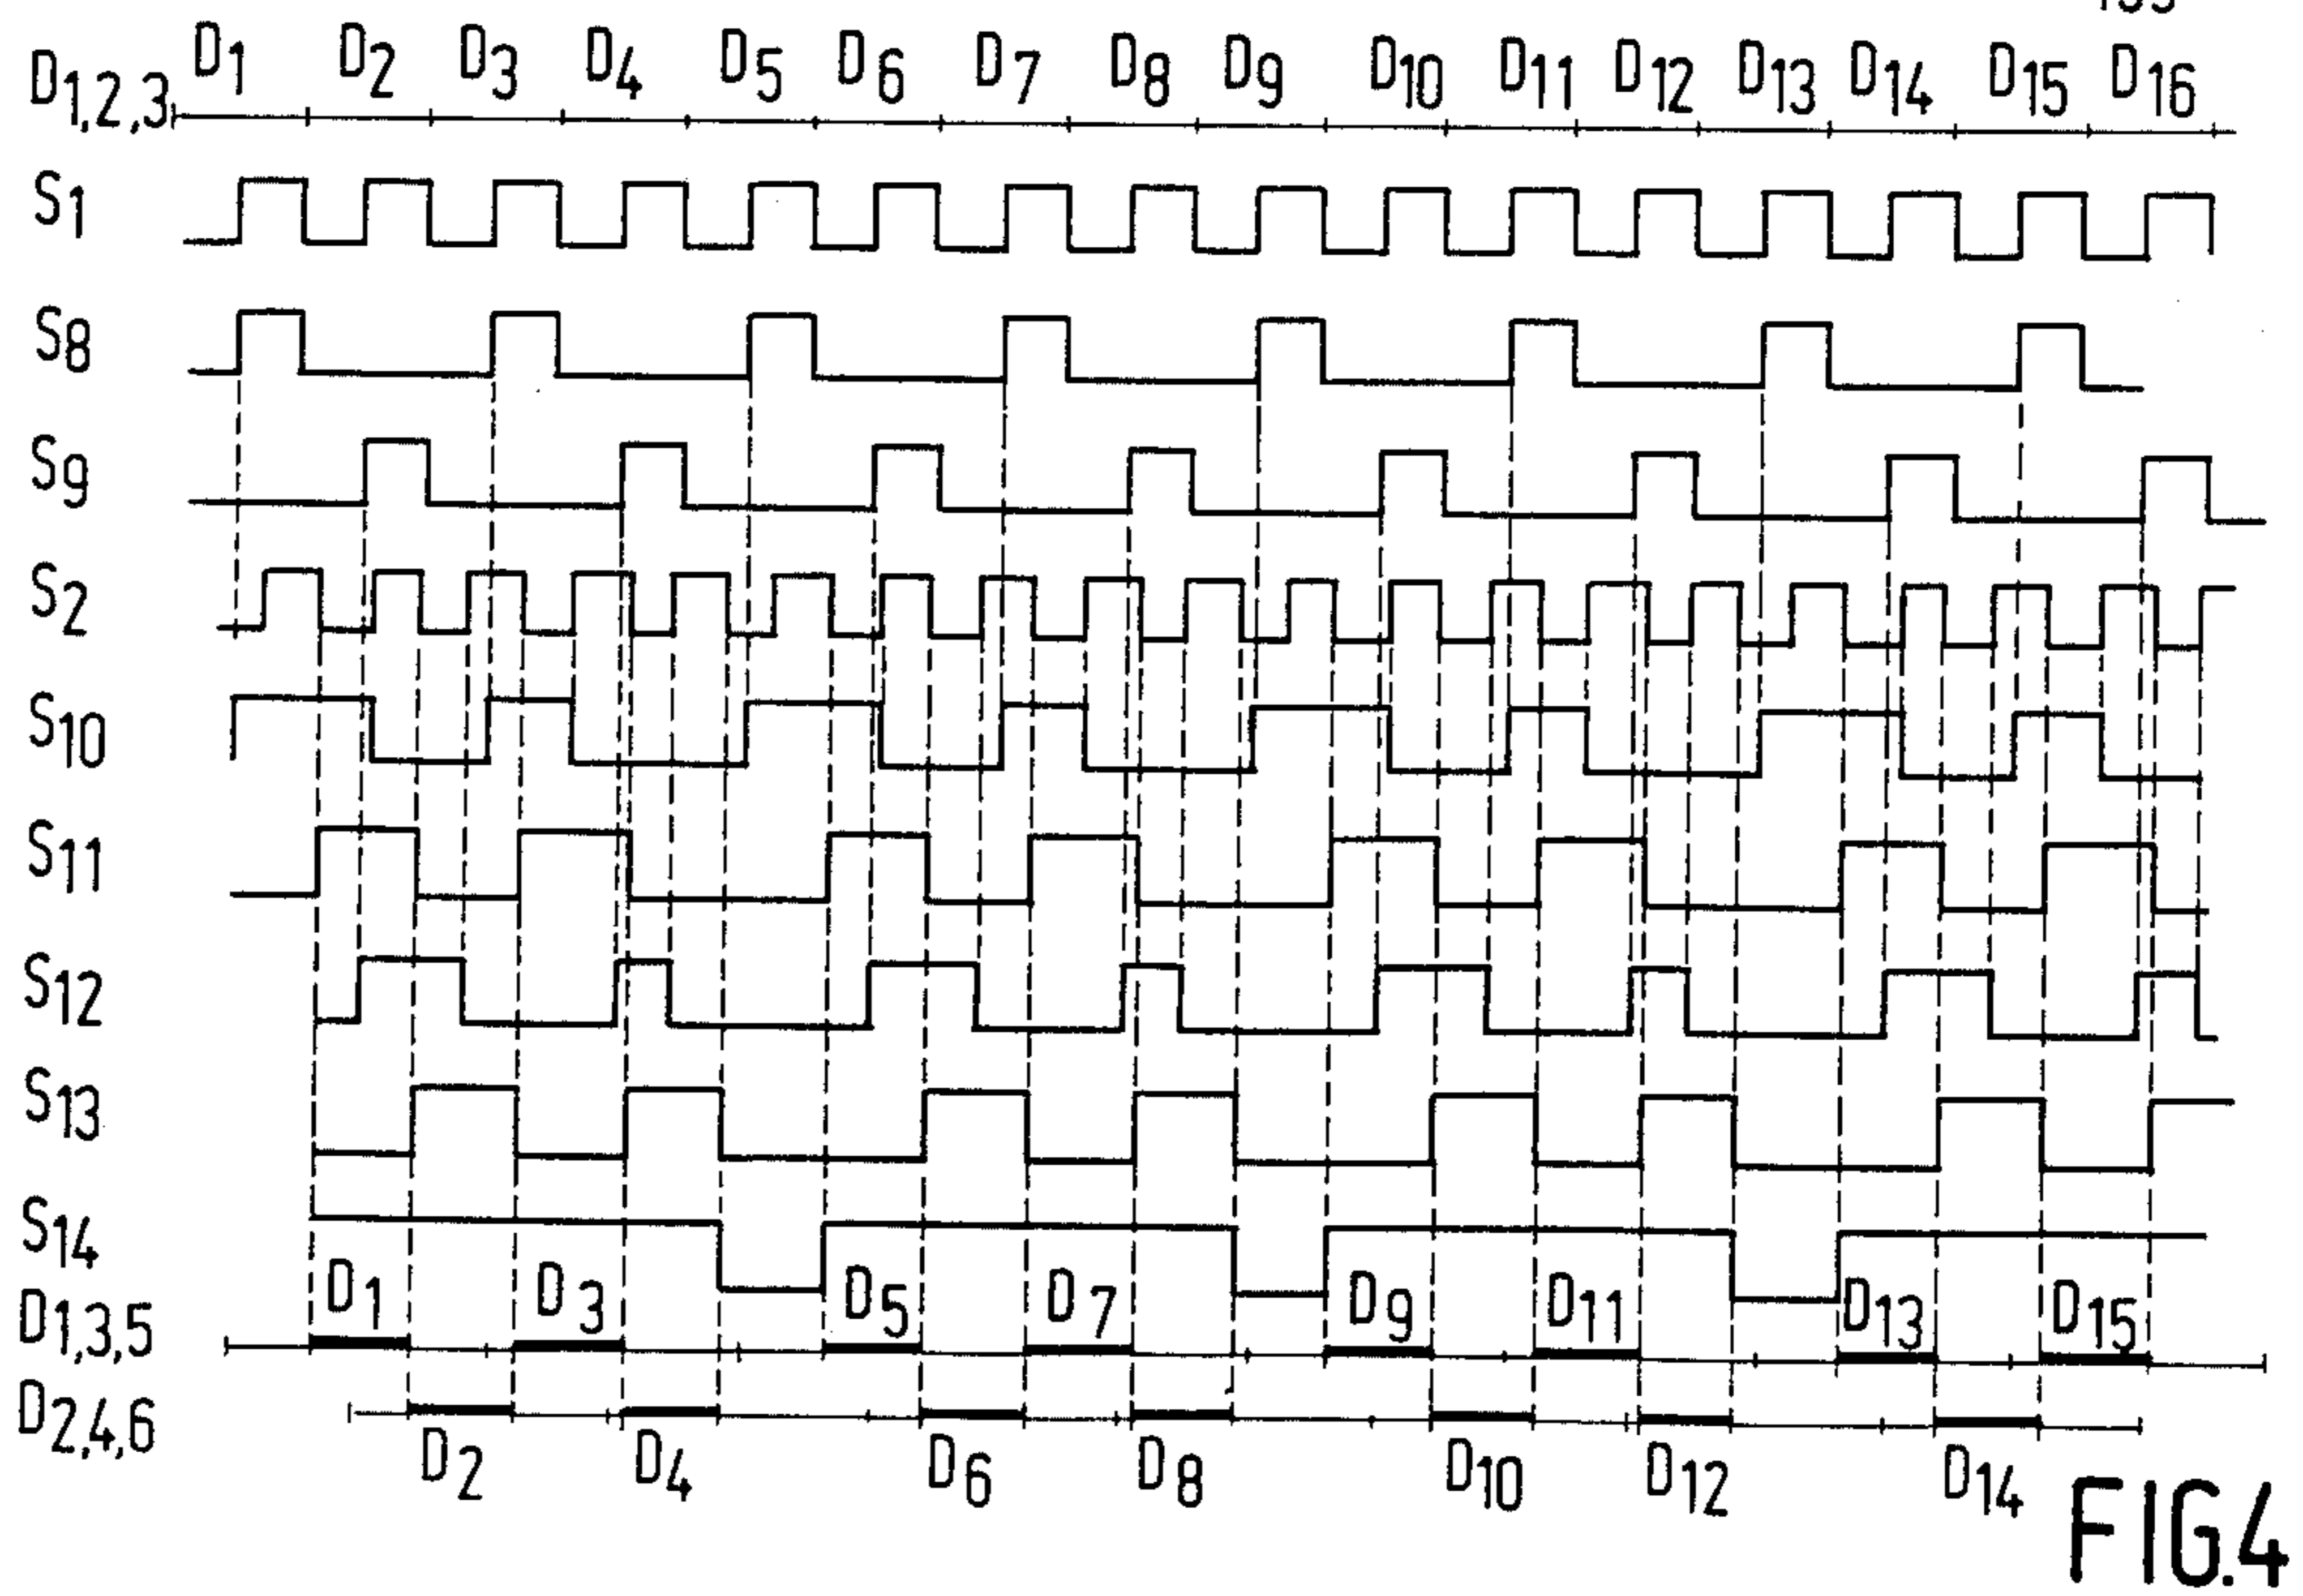 D1 D2 D3 D4 D5 D6 D7 D8 D9 D10 D11 D12 D13 D14 D15 D16
D1,2,3
S1
S8
S9
S2
S10
S11
S12
S13
S14
D1 D3 D5 D7 D9 D11 D13 D15
D1,3,5
D2,4,6
D2 D4 D6 D8 D10 D12 D14
FIG.4